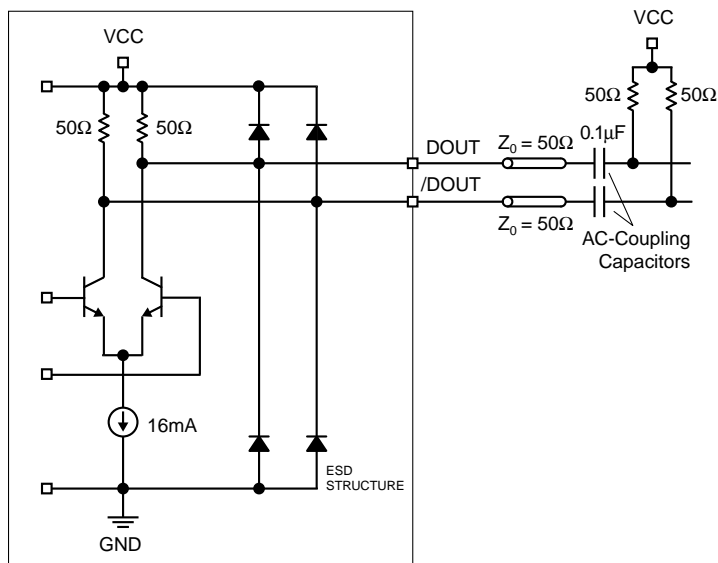 VCC
50Ω
50Ω
16mA
ESD
STRUCTURE
GND
DOUT
/DOUT
Z0 = 50Ω
Z0 = 50Ω
0.1µF
VCC
50Ω
50Ω
AC-Coupling
Capacitors